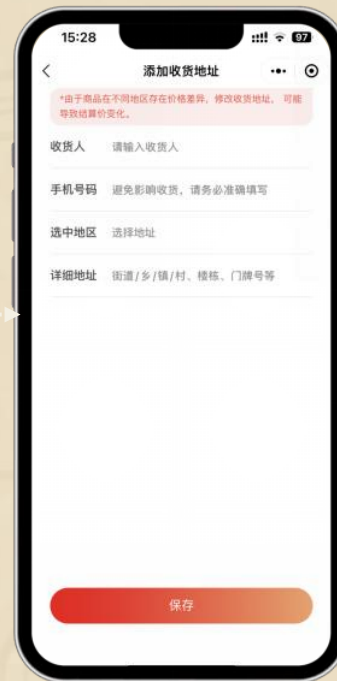 15:28
97
添加收货地址
*由于商品在不同地区存在价格差异，修改收货地址， 可能
导致结算价变化。
收货人 请输入收货人
手机号码 避免影响收货，请务必准确填写
选中地区 选择地址
详细地址 街道/乡/镇/村、楼栋、门牌号等
保存